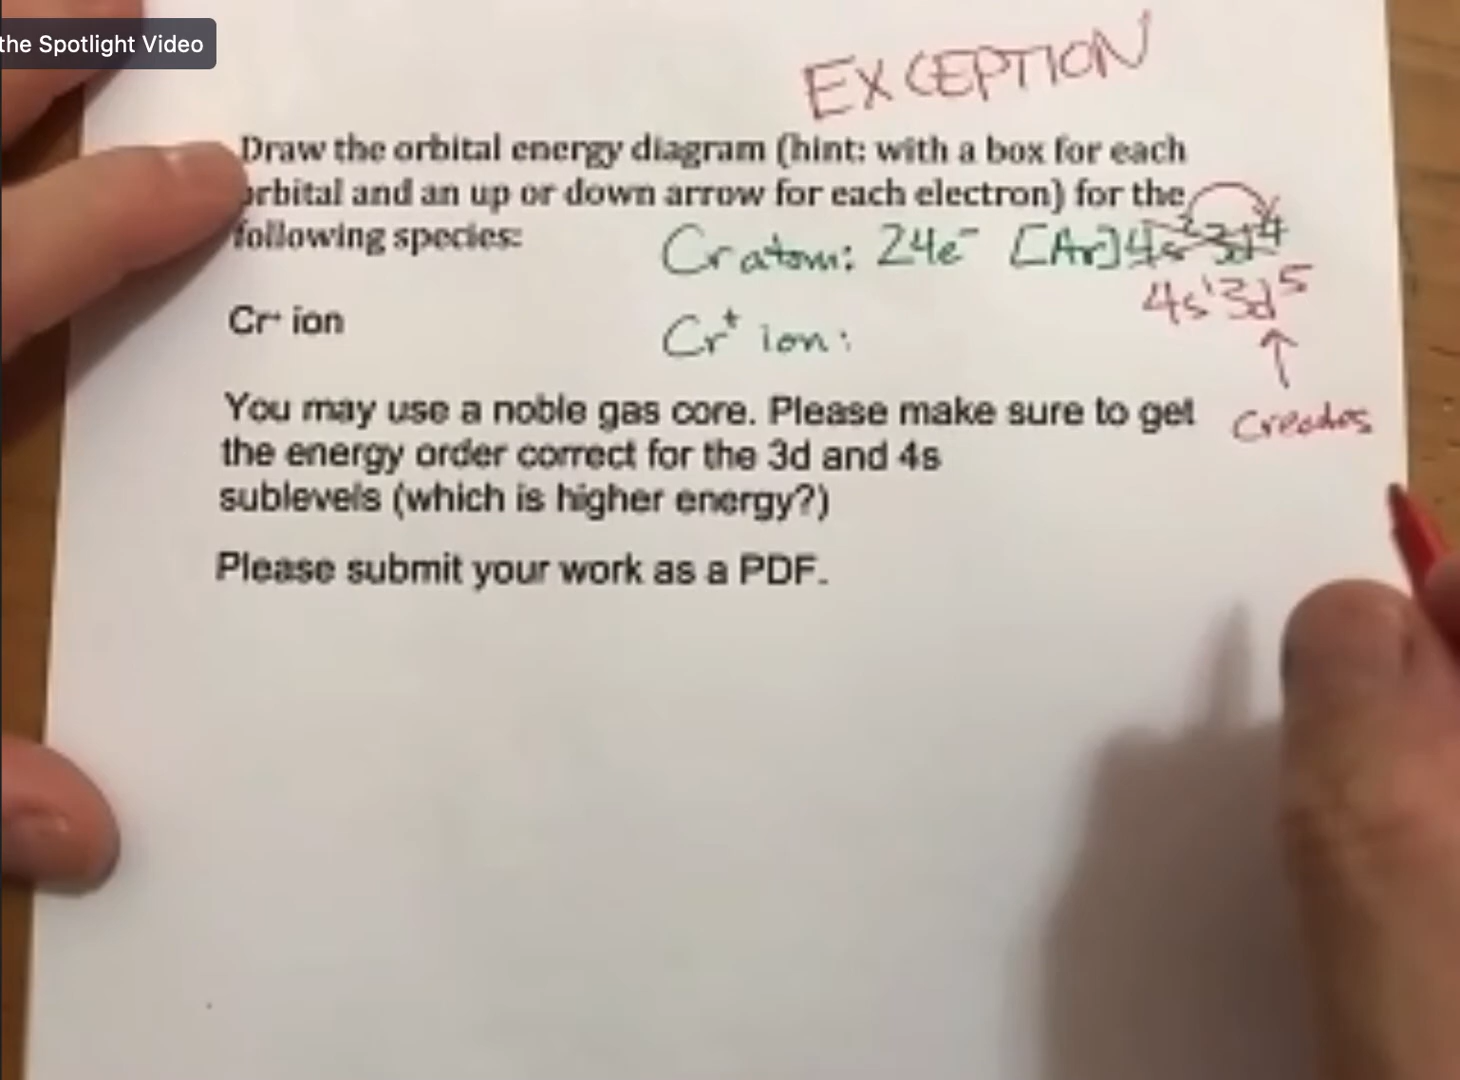 the Spotlight Video
EXCEPTION
Draw the orbital energy diagram (hint: with a box for each
orbital and an up or down arrow for each electron) for the
following species:
Cr atom: 24e⁻ [Ar]4s²3d⁴
4s¹3d⁵
Cr⁺ ion
Cr⁺ ion:
You may use a noble gas core. Please make sure to get
the energy order correct for the 3d and 4s
sublevels (which is higher energy?)
Please submit your work as a PDF.